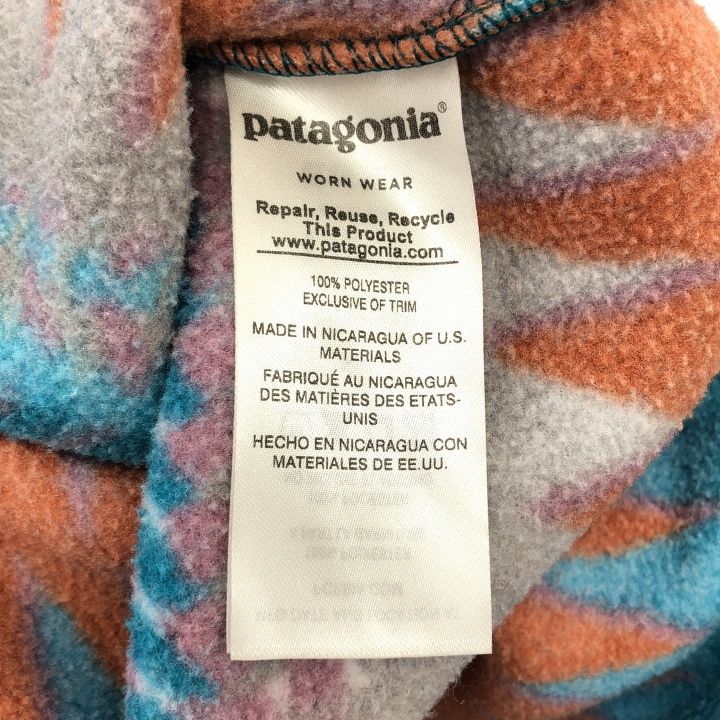 patagonia®
WORN WEAR
Repair, Reuse, Recycle
This Product
www.patagonia.com
100% POLYESTER
EXCLUSIVE OF TRIM
MADE IN NICARAGUA OF U.S.
MATERIALS
FABRIQUÉ AU NICARAGUA
DES MATIÈRES DES ETATS-
UNIS
HECHO EN NICARAGUA CON
MATERIALES DE EE.UU.